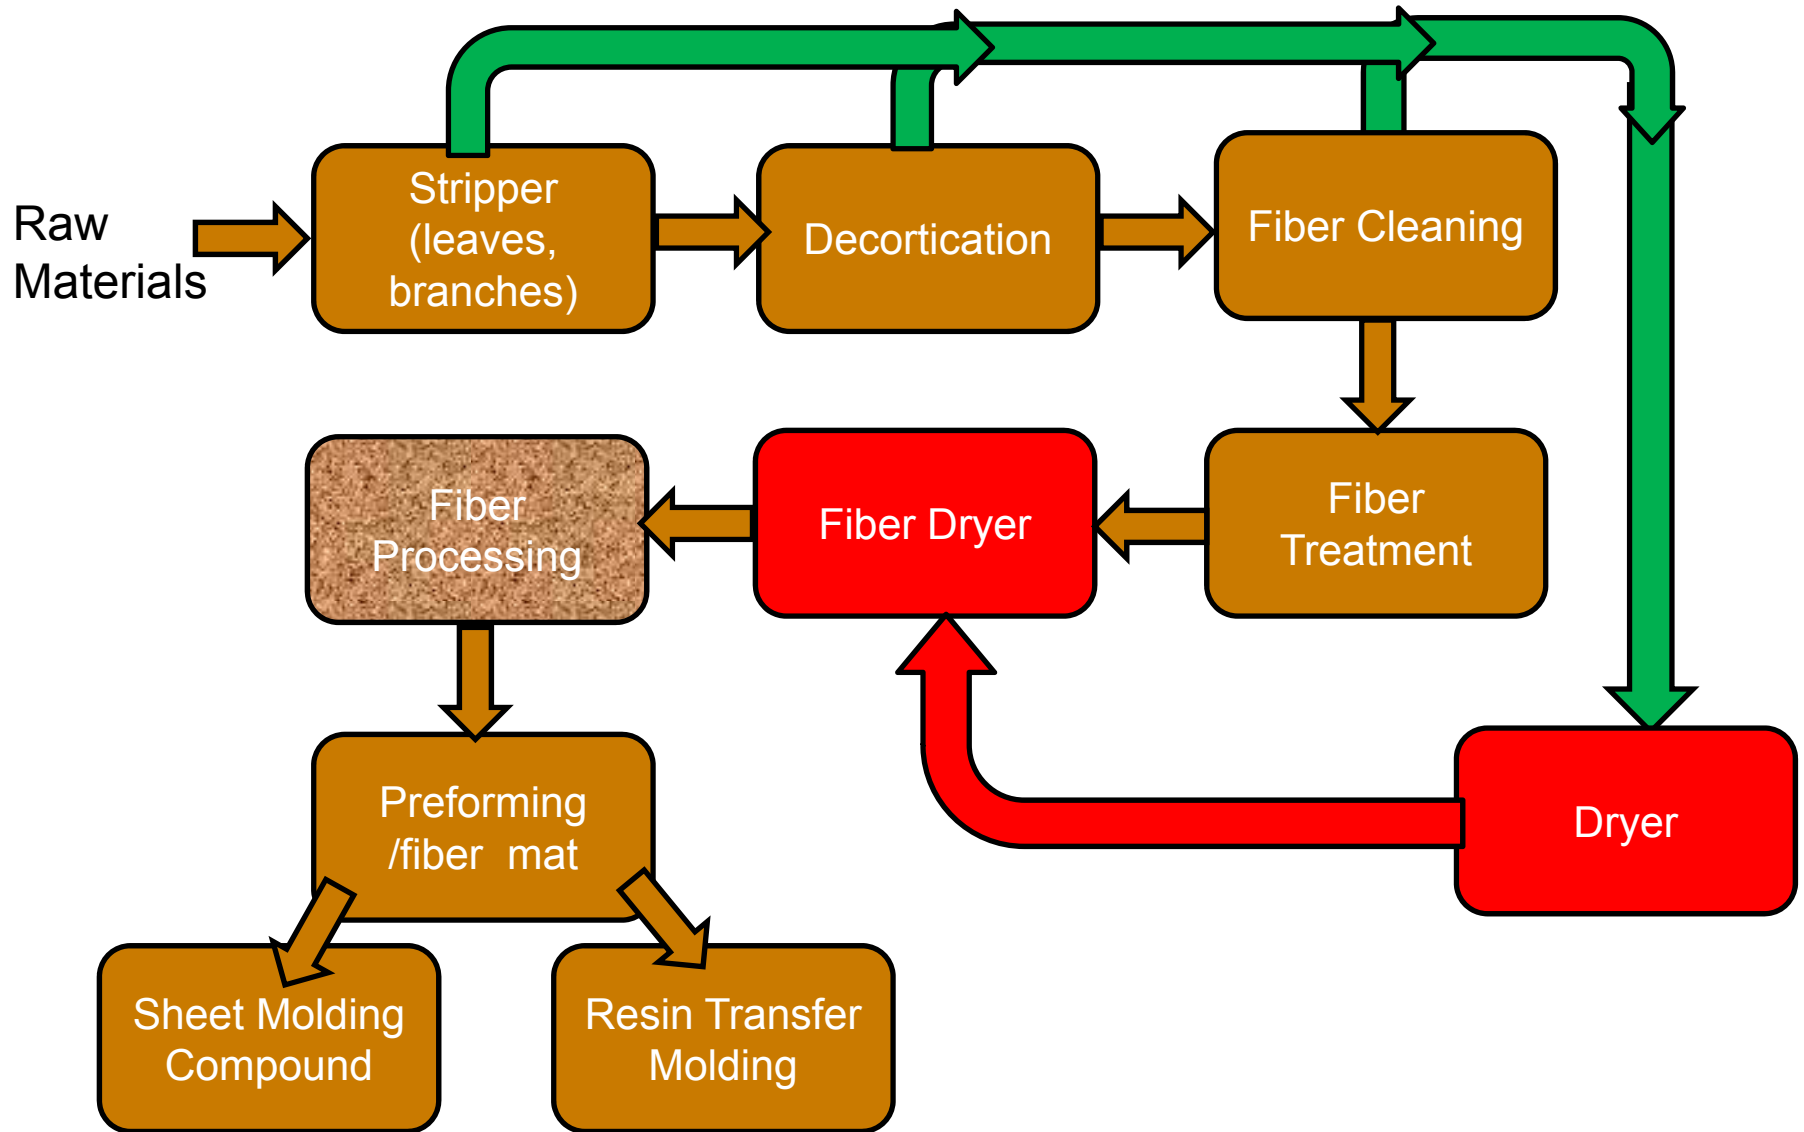 Raw
Materials
Stripper
(leaves,
branches)
Decortication
Fiber Cleaning
Fiber
Processing
Fiber Dryer
Fiber
Treatment
Preforming
/fiber  mat
Dryer
Sheet Molding
Compound
Resin Transfer
Molding